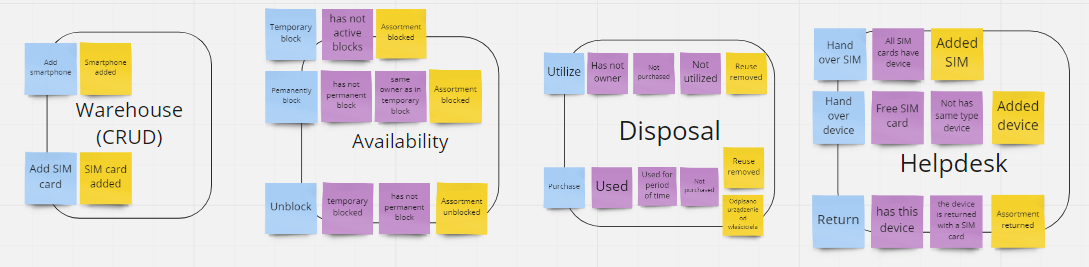 Add
smartphone
Smartphone
added
Warehouse
(CRUD)
Add SIM
card
SIM card
added
Temporary
block
has not
active
blocks
Assortment
blocked
Pemanently
block
has not
permanent
block
same
owner as in
temporary
block
Assortment
blocked
Availability
Unblock
temporary
blocked
has not
permanent
block
Assortment
unblocked
Utilize
Has not
owner
Not
purchased
Not
utilized
Reuse
removed
Disposal
Purchase
Used
Used for
period
of time
Not
purchased
Reuse
removed
Odpisano
urządzenie
od
właściciela
Hand
over SIM
All SIM
cards have
device
Added
SIM
Hand
over
device
Free SIM
card
Not has
same type
device
Added
device
Helpdesk
Return
has this
device
the device
is returned
with a SIM
card
Assortment
returned